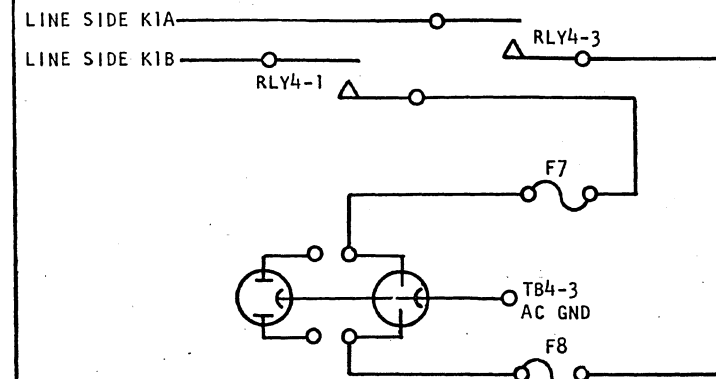 LINE SIDE K1A
RLY4-3
LINE SIDE K1B
RLY4-1
F7
TB4-3
AC GND
F8